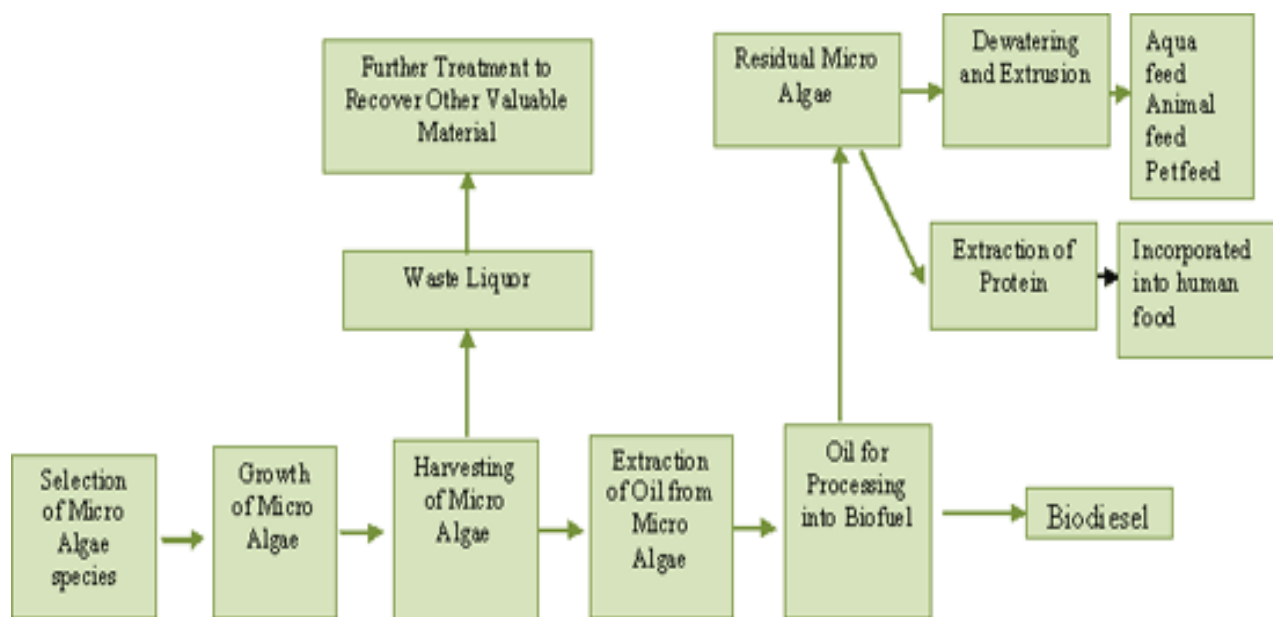 Further Treatment to
Recover Other Valuable
Material
Residual Micro
Algae
Dewatering
and Extrusion
Aqua
feed
Animal
feed
Petfeed
Waste Liquor
Extraction of
Protein
Incorporated
into human
food
Selection
of Micro
Algae
species
Growth
of Micro
Algae
Harvesting
of Micro
Algae
Extraction
of Oil from
Micro
Algae
Oil for
Processing
into Biofuel
Biodiesel